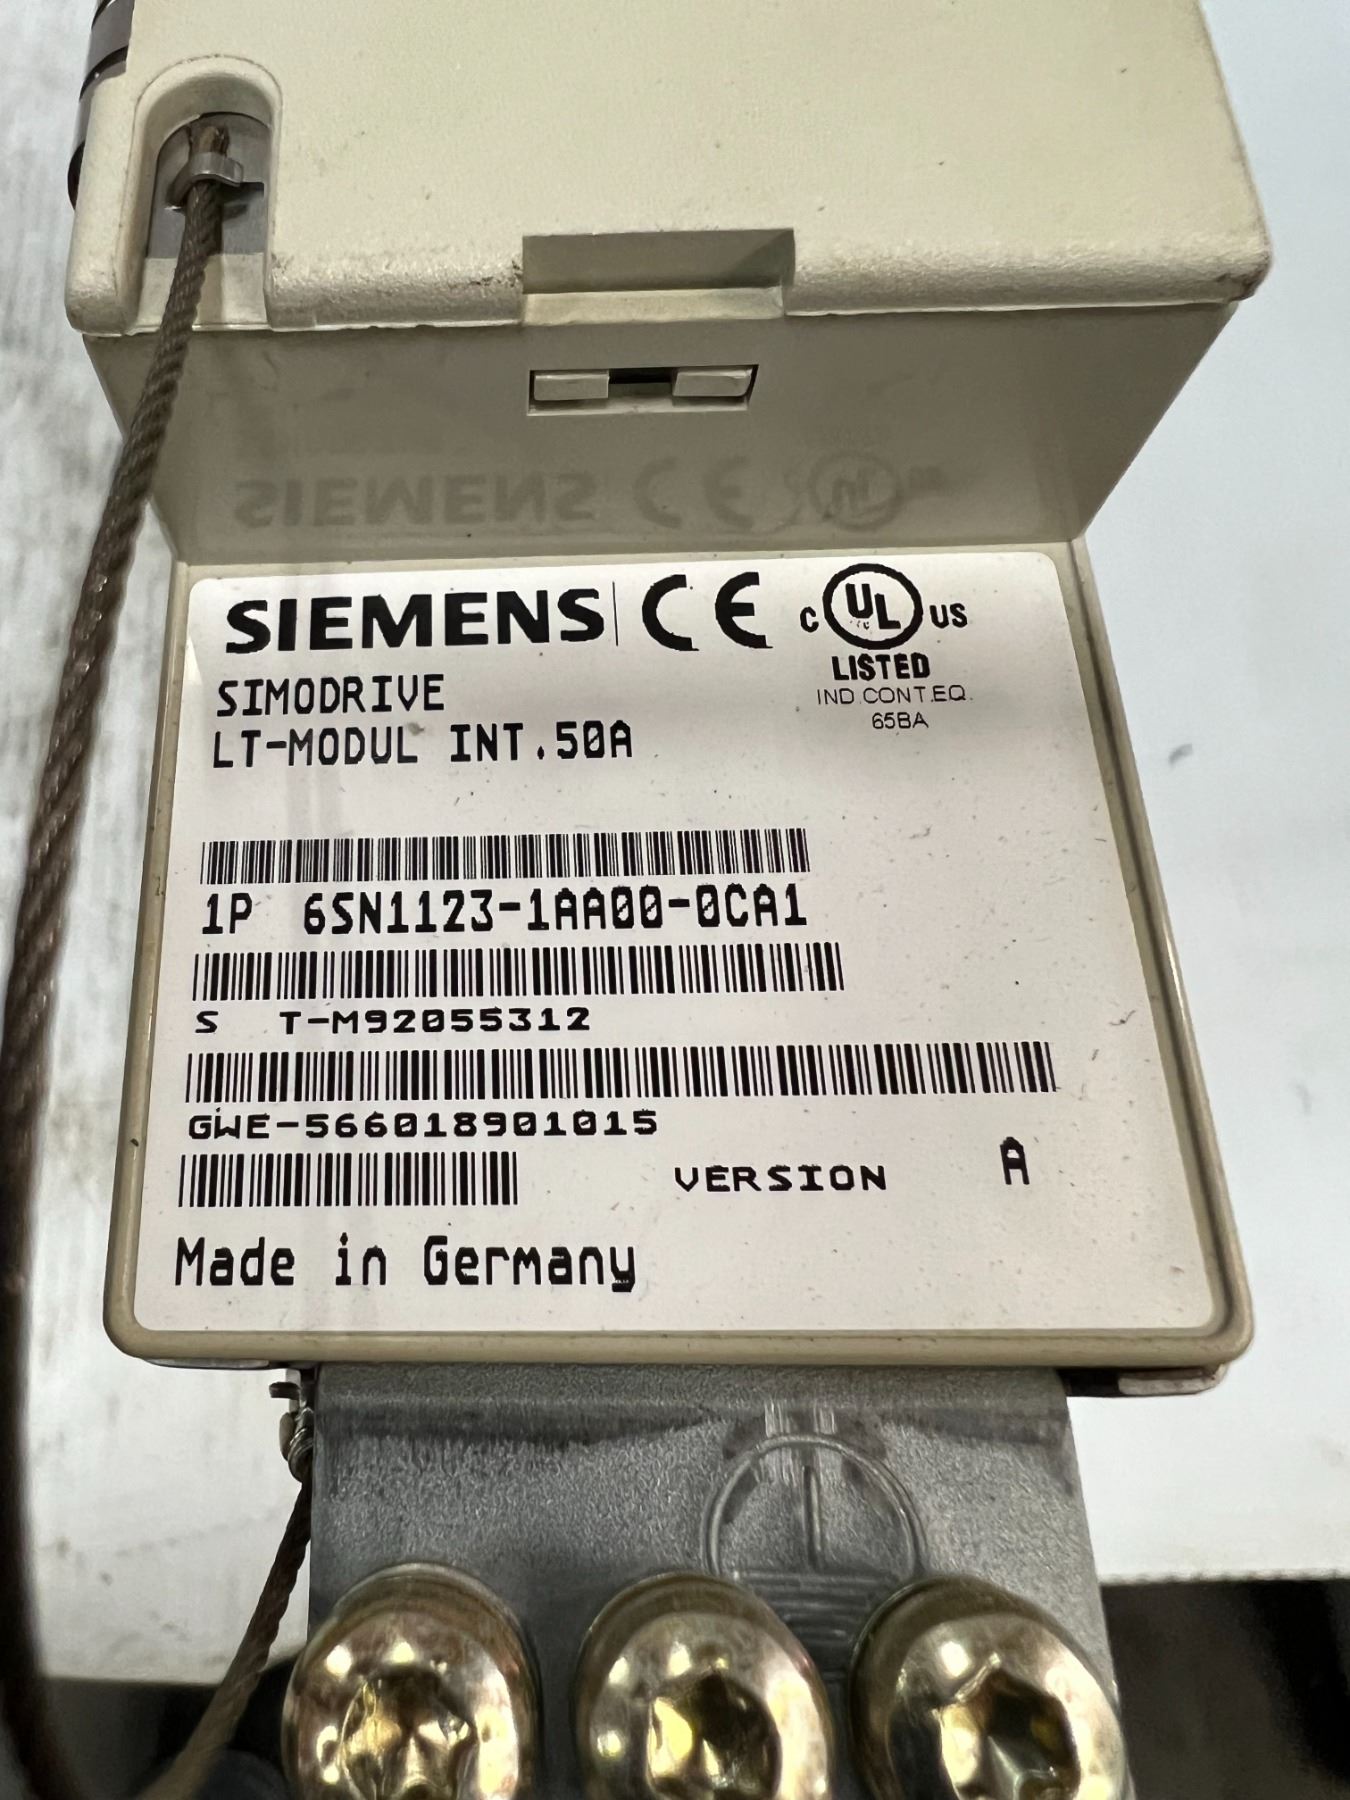 SIEMENS CE C UL US
LISTED
IND.CONT.EQ.
65BA
SIMODRIVE
LT-MODUL INT.50A
1P 6SN1123-1AA00-0CA1
S T-M92055312
GWE-566018901015
VERSION A
Made in Germany